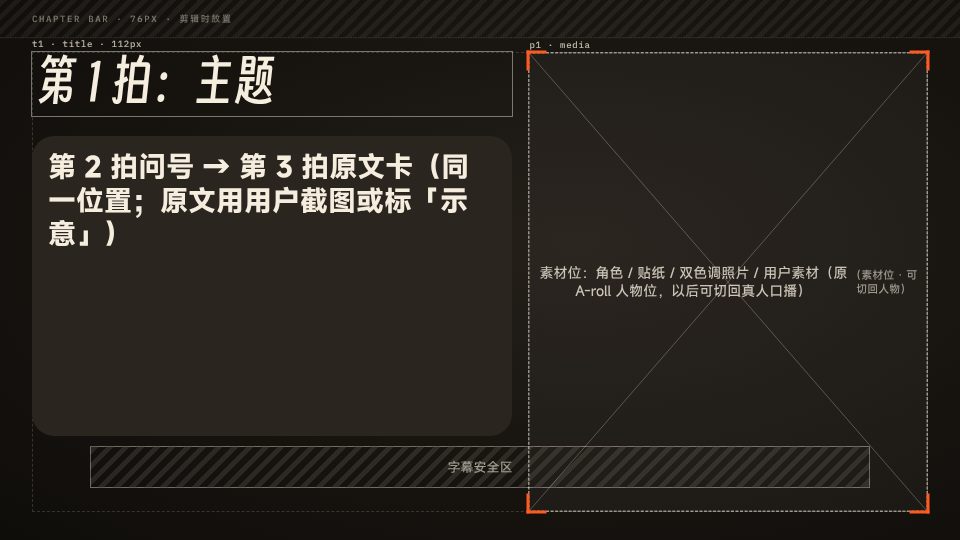 CHAPTER BAR · 76PX · 剪辑时放置
t1 · title · 112px
第1拍：主题
第 2 拍问号 → 第 3 拍原文卡（同
一位置；原文用用户截图或标「示
意」）
p1 · media
素材位：角色 / 贴纸 / 双色调照片 / 用户素材（原
A-roll 人物位，以后可切回真人口播）
（素材位 · 可
切回人物）
字幕安全区